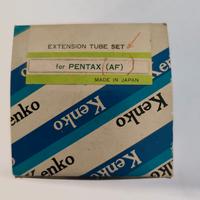 EXTENSION TUBE SET
for PENTAX (AF)
MADE IN JAPAN
Kenko
Kenko
Kenko
Kenko
Kenko